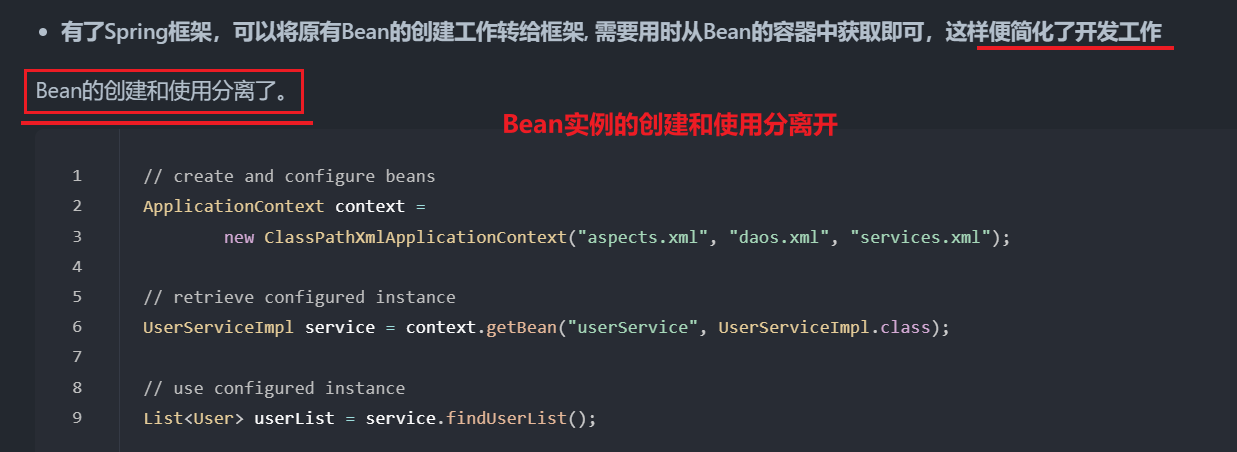 • 有了Spring框架，可以将原有Bean的创建工作转给框架, 需要用时从Bean的容器中获取即可，这样便简化了开发工作
Bean的创建和使用分离了。
Bean实例的创建和使用分离开
1 // create and configure beans
2 ApplicationContext context =
3 new ClassPathXmlApplicationContext("aspects.xml", "daos.xml", "services.xml");
4
5 // retrieve configured instance
6 UserServiceImpl service = context.getBean("userService", UserServiceImpl.class);
7
8 // use configured instance
9 List<User> userList = service.findUserList();